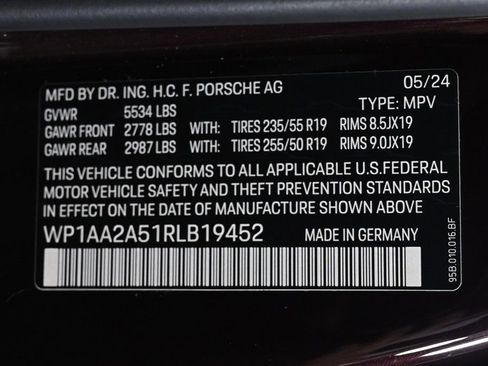 MFD BY DR. ING. H.C. F. PORSCHE AG 05/24
GVWR 5534 LBS TYPE: MPV
GAWR FRONT 2778 LBS WITH: TIRES 235/55 R19 RIMS 8.5JX19
GAWR REAR 2987 LBS WITH: TIRES 255/50 R19 RIMS 9.0JX19
THIS VEHICLE CONFORMS TO ALL APPLICABLE U.S.FEDERAL
MOTOR VEHICLE SAFETY AND THEFT PREVENTION STANDARDS
IN EFFECT ON THE DATE OF MANUFACTURE SHOWN ABOVE
WP1AA2A51RLB19452 MADE IN GERMANY
95B.010.016.BF